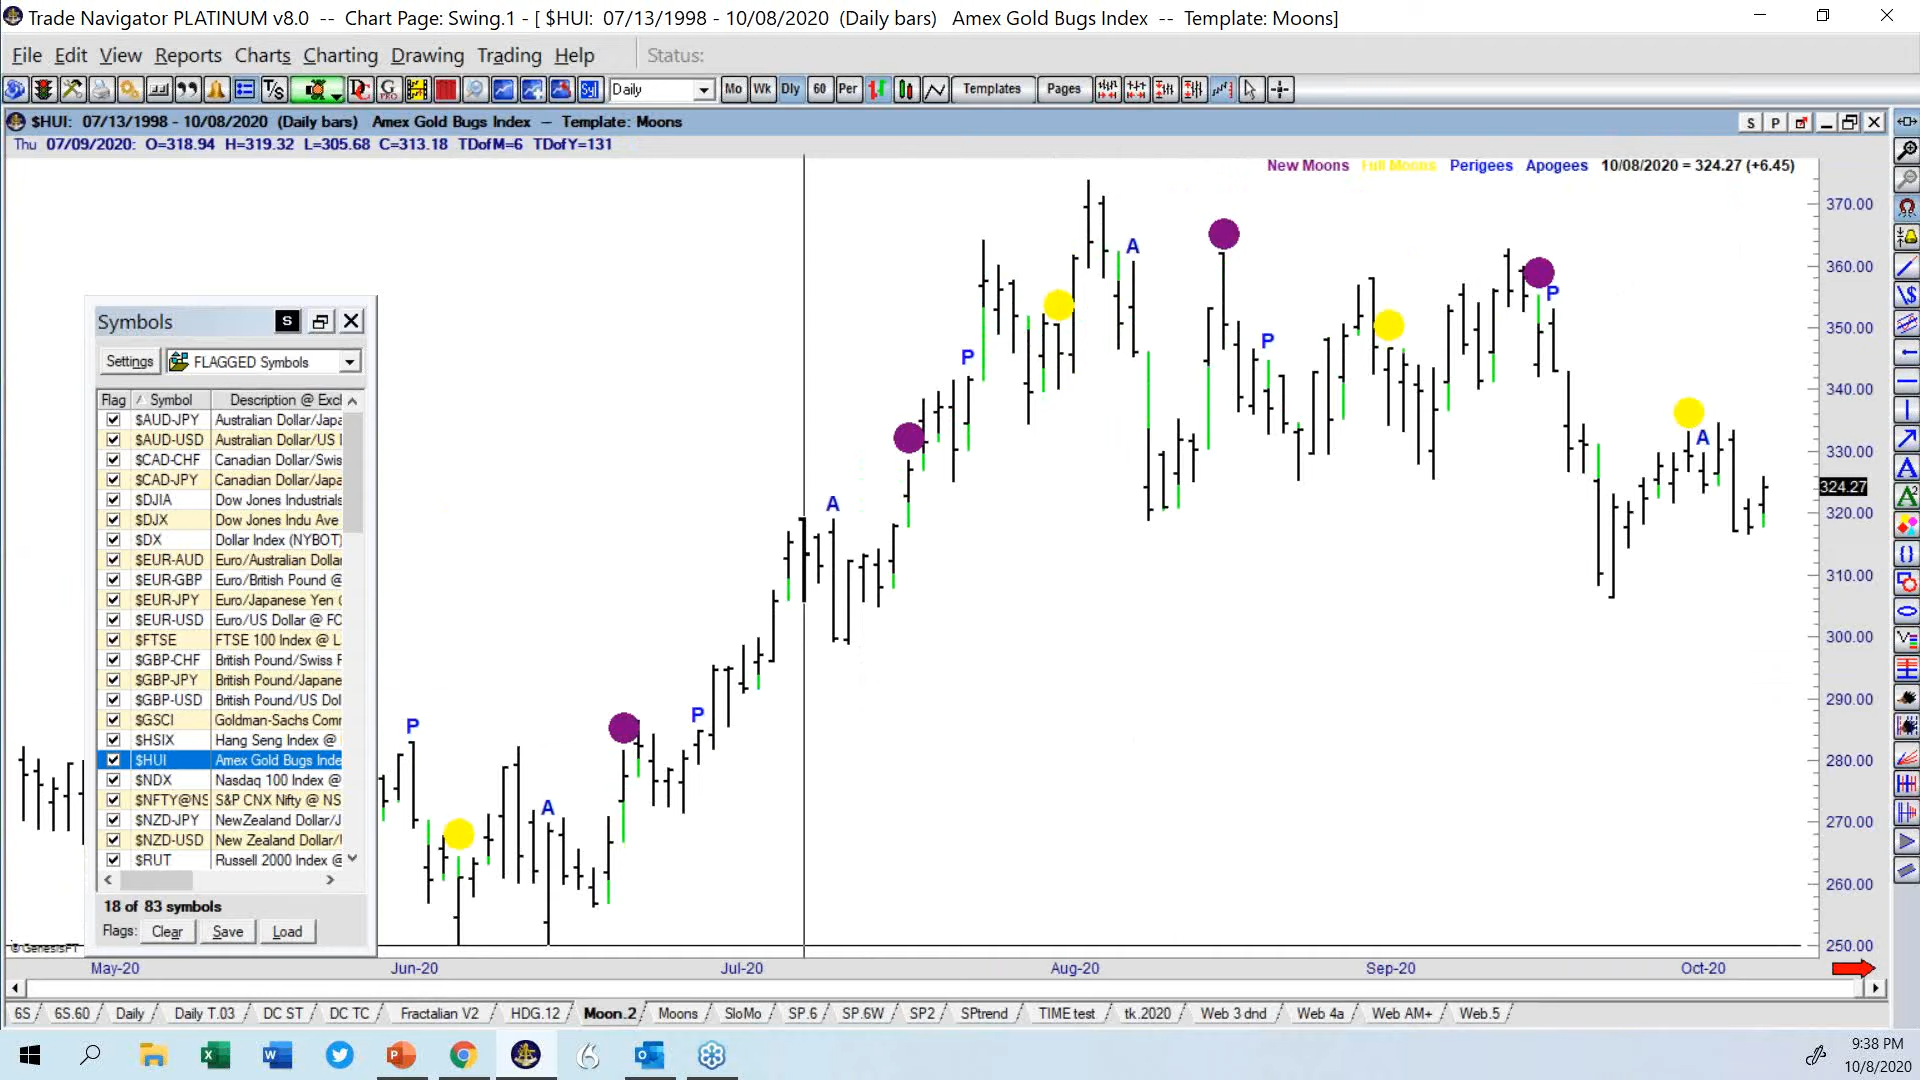 Trade Navigator PLATINUM v8.0 -- Chart Page: Swing.1 - [ $HUI: 07/13/1998 - 10/08/2020 (Daily bars) Amex Gold Bugs Index -- Template: Moons]
File Edit View Reports Charts Charting Drawing Trading Help Status:
T/S Daily Mo Wk Dly 60 Per Templates Pages
$HUI: 07/13/1998 - 10/08/2020 (Daily bars) Amex Gold Bugs Index – Template: Moons S P
Thu 07/09/2020: O=318.94 H=319.32 L=305.68 C=313.18 TDofM=6 TDofY=131
New Moons Full Moons Perigees Apogees 10/08/2020 = 324.27 (+6.45)
370.00
A
360.00
P
350.00
P
P
340.00
A
330.00
324.27
A
320.00
310.00
300.00
290.00
P
P
280.00
270.00
A
260.00
250.00
Symbols S
Settings FLAGGED Symbols
Flag Symbol Description @ Excl
$AUD-JPY Australian Dollar/Japa
$AUD-USD Australian Dollar/US
$CAD-CHF Canadian Dollar/Swis
$CAD-JPY Canadian Dollar/Japa
$DJIA Dow Jones Industrials
$DJX Dow Jones Indu Ave
$DX Dollar Index (NYBOT)
$EUR-AUD Euro/Australian Dollar
$EUR-GBP Euro/British Pound @
$EUR-JPY Euro/Japanese Yen
$EUR-USD Euro/US Dollar @ FO
$FTSE FTSE 100 Index @ L
$GBP-CHF British Pound/Swiss F
$GBP-JPY British Pound/Japane
$GBP-USD British Pound/US Dol
$GSCI Goldman-Sachs Comm
$HSIX Hang Seng Index @
$HUI Amex Gold Bugs Inde
$NDX Nasdaq 100 Index @
$NFTY@NS S&P CNX Nifty @ NS
$NZD-JPY NewZealand Dollar/J
$NZD-USD New Zealand Dollar/
$RUT Russell 2000 Index @
18 of 83 symbols
Flags: Clear Save Load
© GenesisFT
May-20 Jun-20 Jul-20 Aug-20 Sep-20 Oct-20
6S 6S.60 Daily Daily T.03 DC ST DC TC Fractalian V2 HDG.12 Moon.2 Moons SloMo SP.6 SP.6W SP2 SPtrend TIME test tk.2020 Web 3 dnd Web 4a Web AM+ Web.5
9:38 PM
10/8/2020